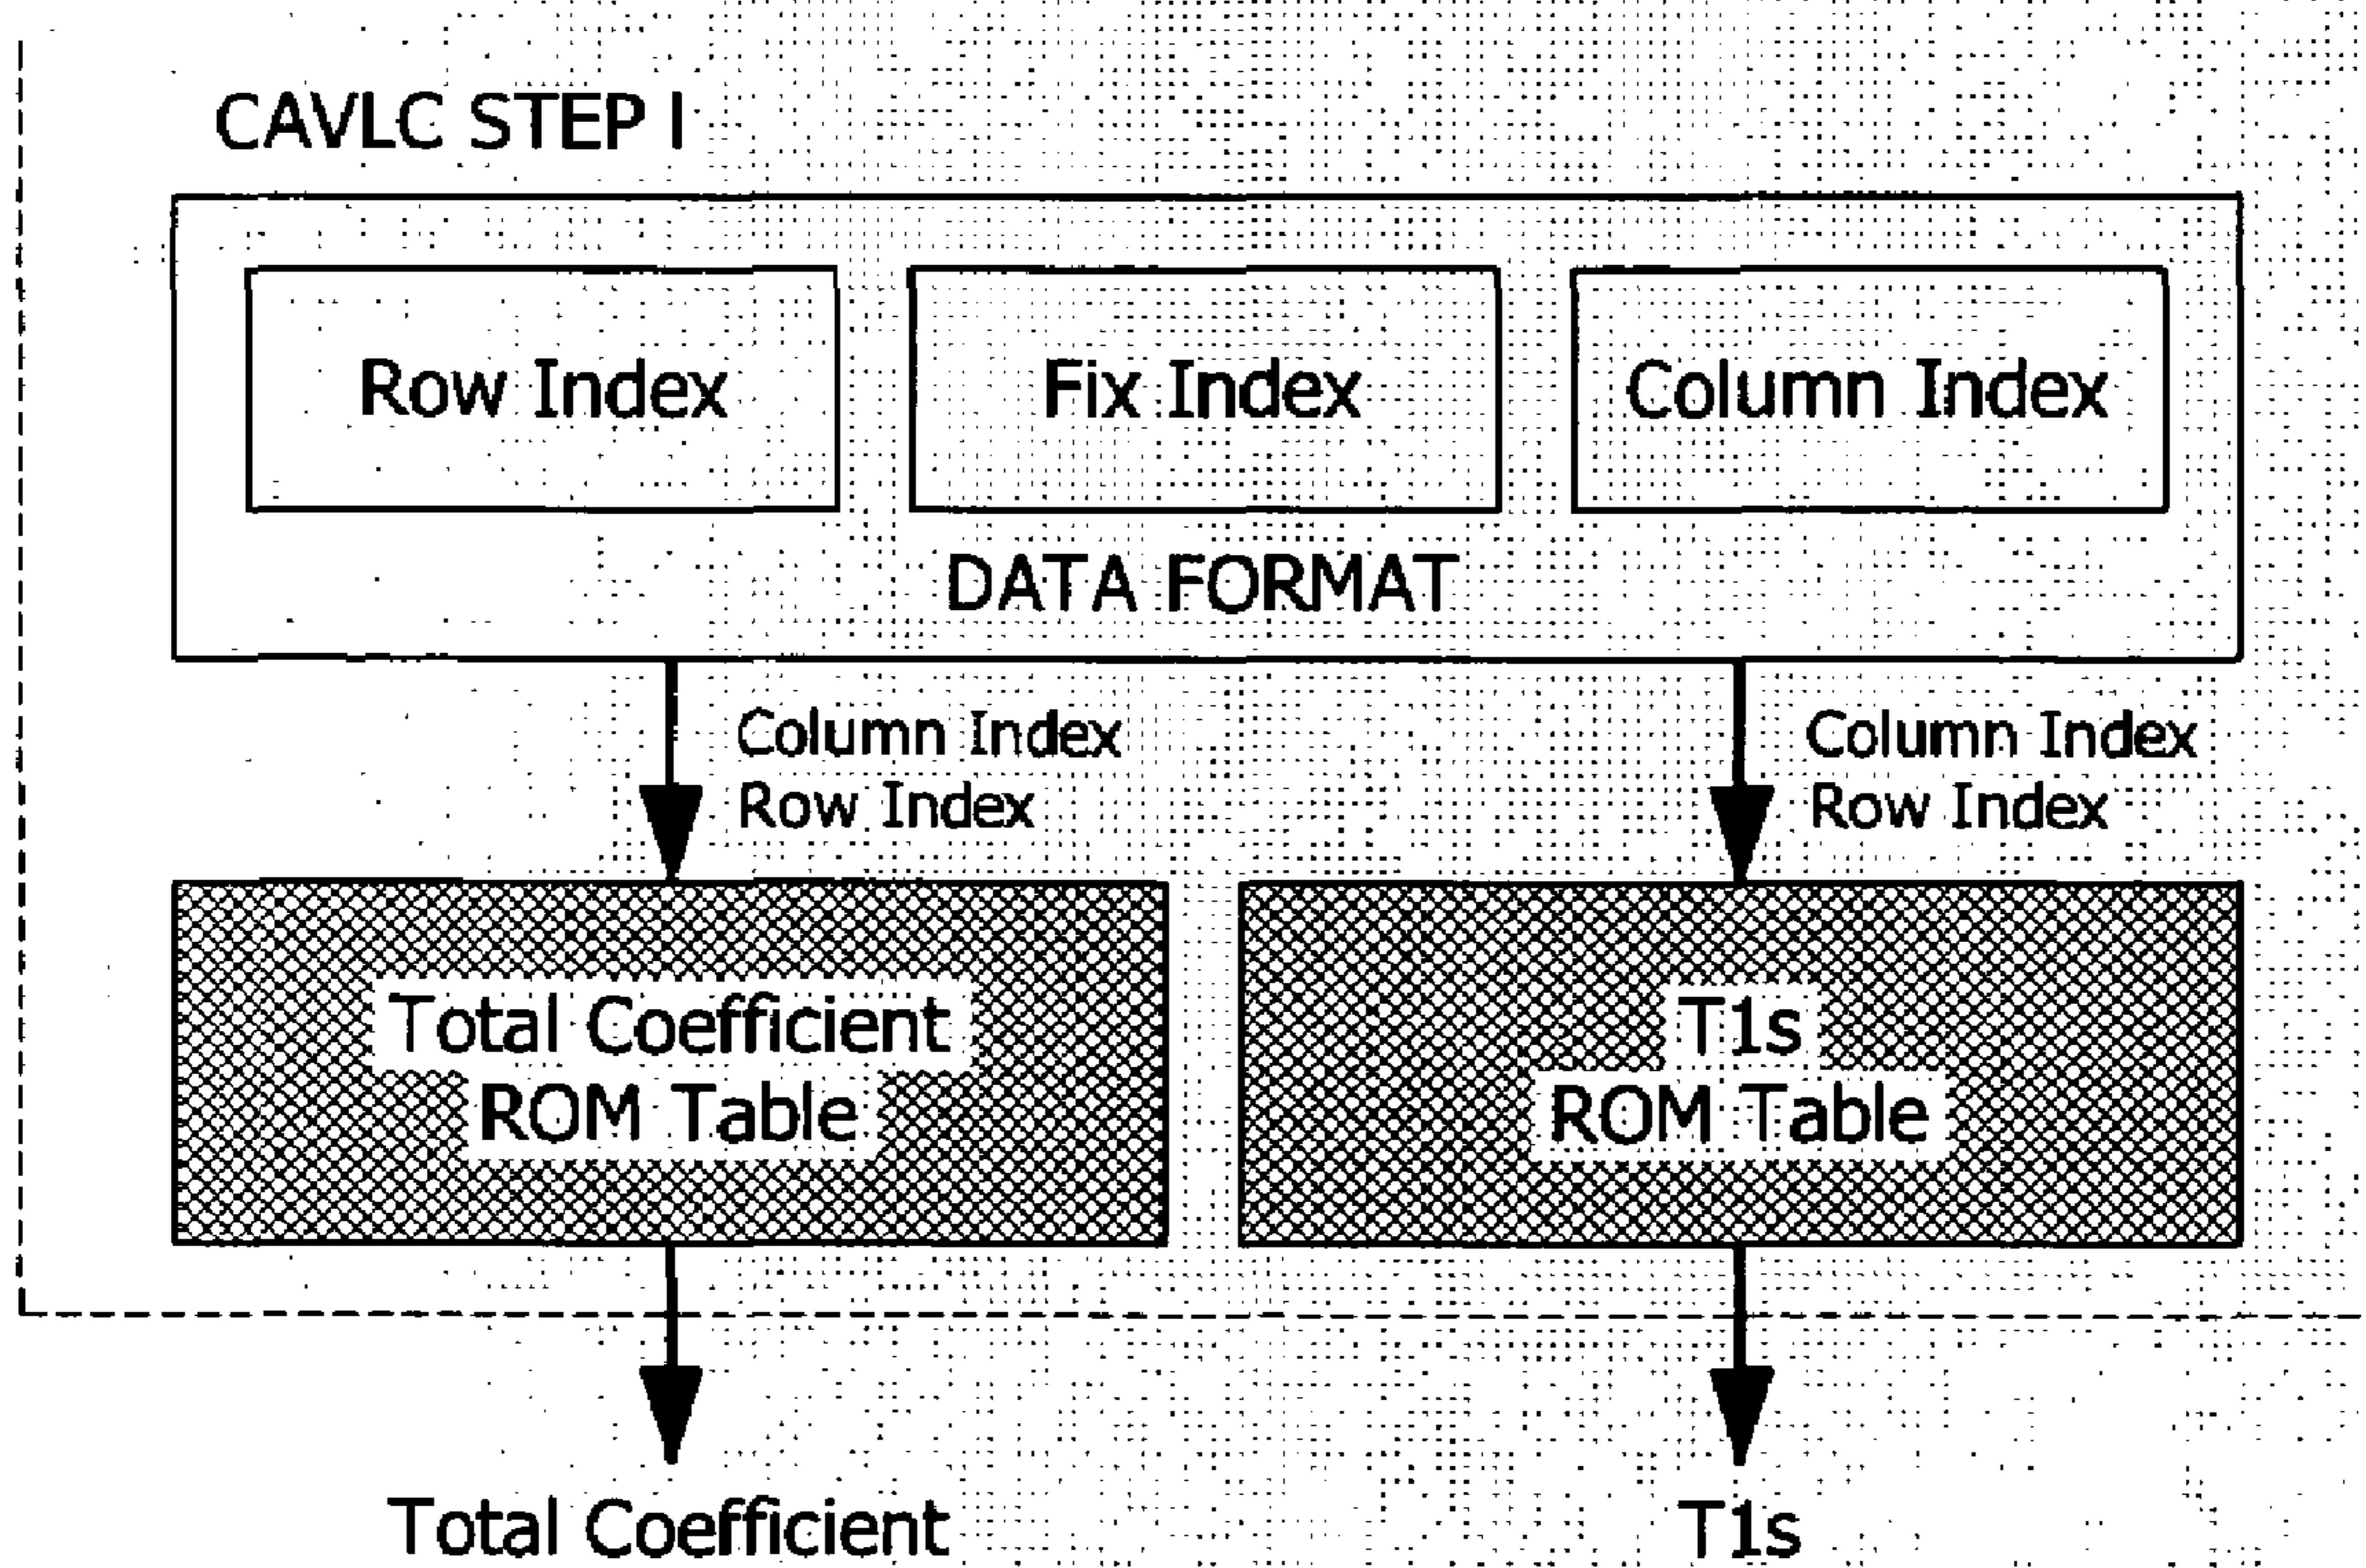 CAVLC STEP I
Row Index
Fix Index
Column Index
DATA FORMAT
Column Index
Row Index
Column Index
Row Index
Total Coefficient
ROM Table
T1s
ROM Table
Total Coefficient
T1s